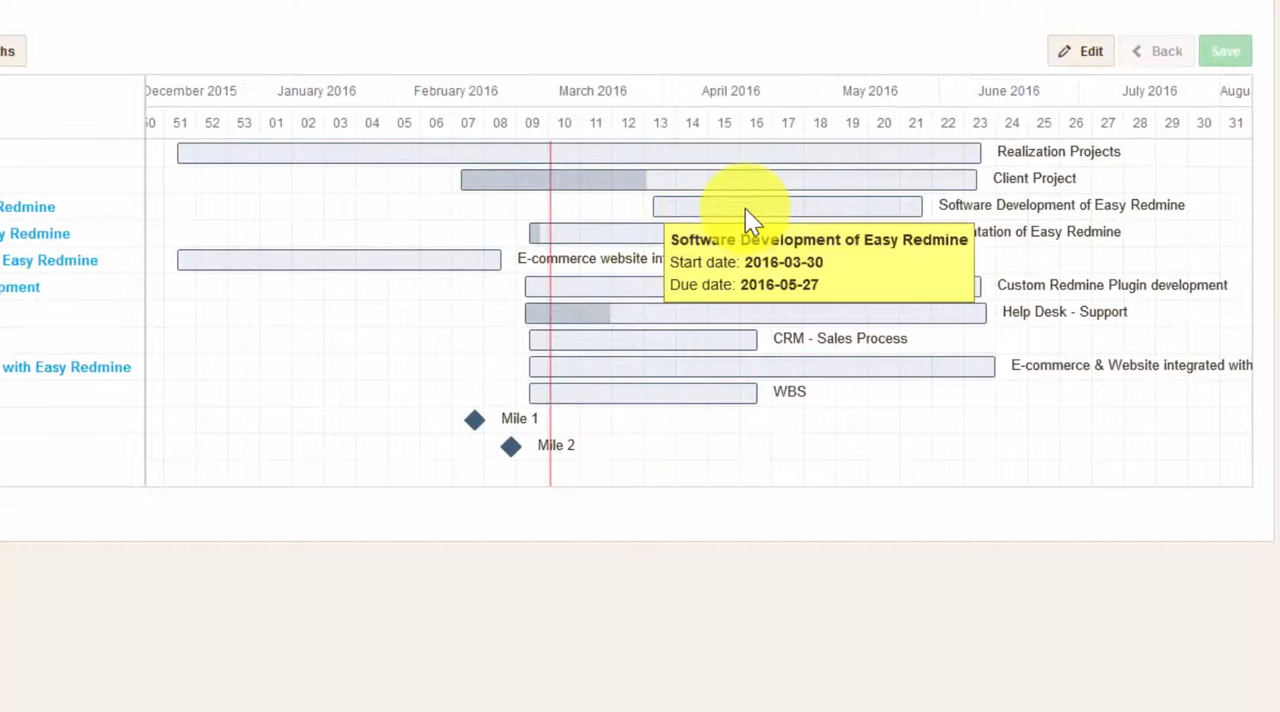 ths
Edit
Back
Save
December 2015 January 2016 February 2016 March 2016 April 2016 May 2016 June 2016 July 2016 Augu
50 51 52 53 01 02 03 04 05 06 07 08 09 10 11 12 13 14 15 16 17 18 19 20 21 22 23 24 25 26 27 28 29 30 31
Realization Projects
Client Project
Redmine
Software Development of Easy Redmine
y Redmine
ntation of Easy Redmine
Easy Redmine
E-commerce website in
Software Development of Easy Redmine
Start date: 2016-03-30
Due date: 2016-05-27
pment
Custom Redmine Plugin development
Help Desk - Support
CRM - Sales Process
with Easy Redmine
E-commerce & Website integrated with
WBS
Mile 1
Mile 2